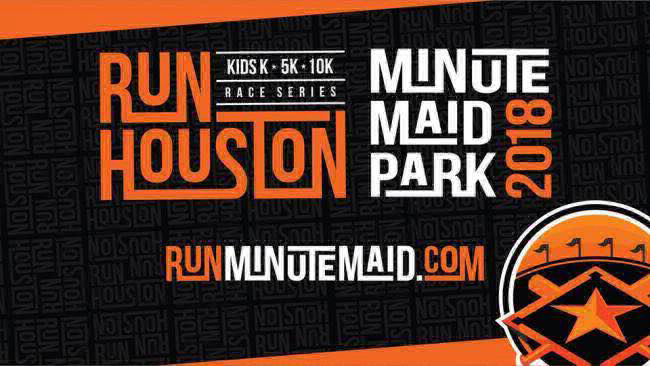 RUN
HOUSTON
KIDS K ★ 5K ★ 10K
RACE SERIES
MINUTE
MAID
PARK
2018
RUNMINUTEMAID.COM